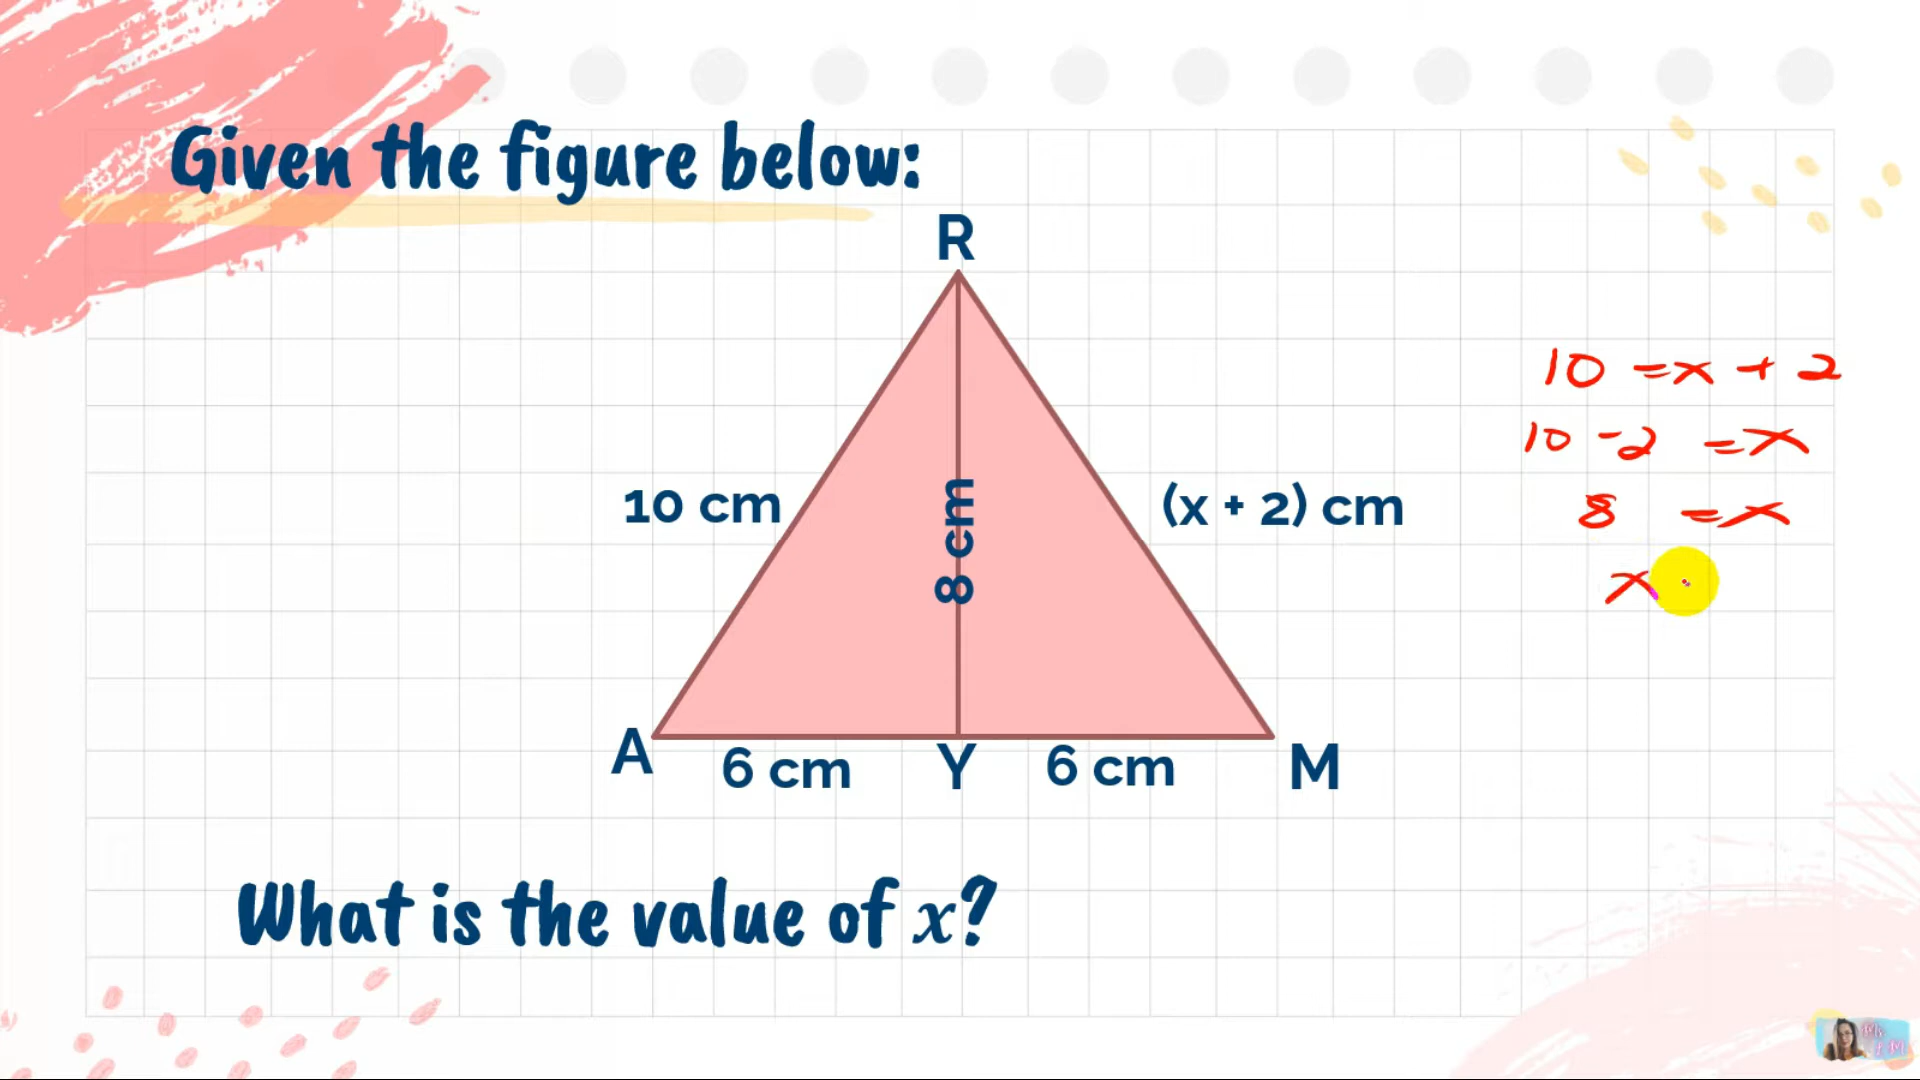 Given the figure below:
R
10 = x + 2
10 - 2 = x
10 cm
8 cm
(x + 2) cm
8 = x
x
A
6 cm
Y
6 cm
M
What is the value of x?